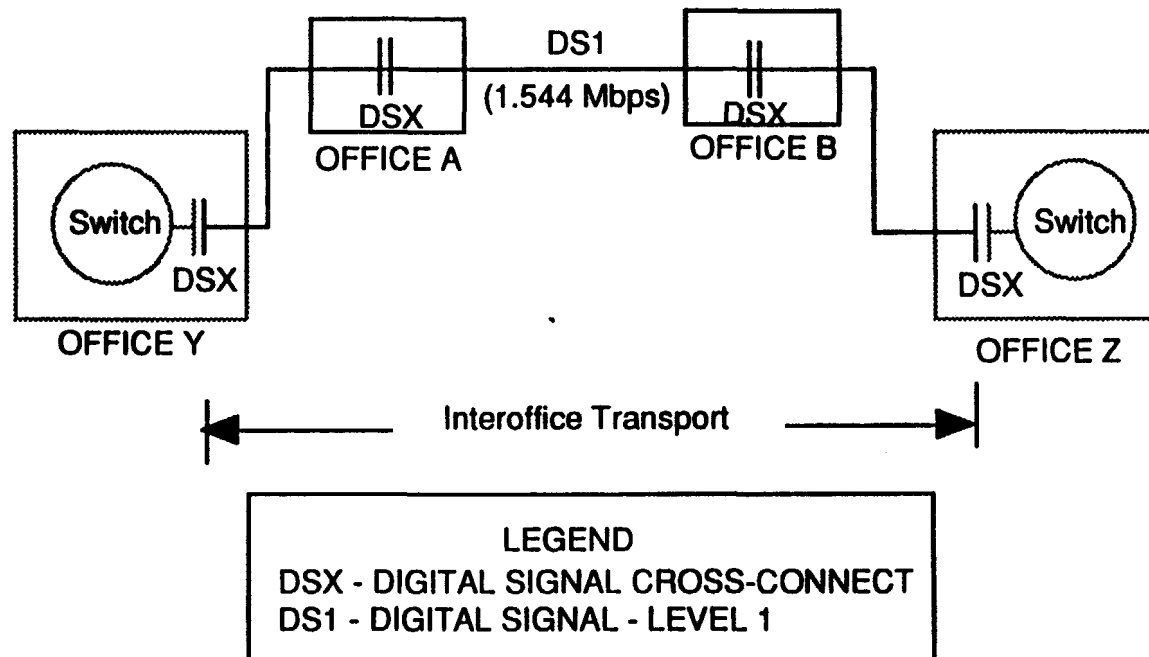 DS1
(1.544 Mbps)
DSX
OFFICE A
DSX
OFFICE B
Switch
DSX
OFFICE Y
Switch
DSX
OFFICE Z
Interoffice Transport
LEGEND
DSX - DIGITAL SIGNAL CROSS-CONNECT
DS1 - DIGITAL SIGNAL - LEVEL 1